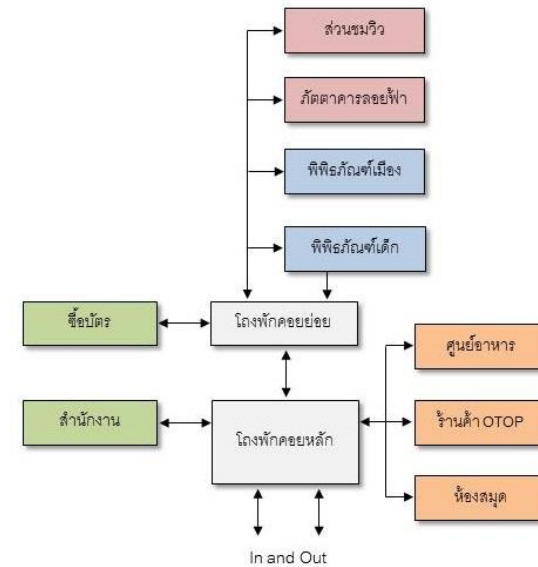 ส่วนชมวิว
ภัตตาคารลอยฟ้า
พิพิธภัณฑ์เมือง
พิพิธภัณฑ์เด็ก
ซื้อบัตร
โถงพักคอยย่อย
ศูนย์อาหาร
สำนักงาน
โถงพักคอยหลัก
ร้านค้า OTOP
ห้องสมุด
In and Out